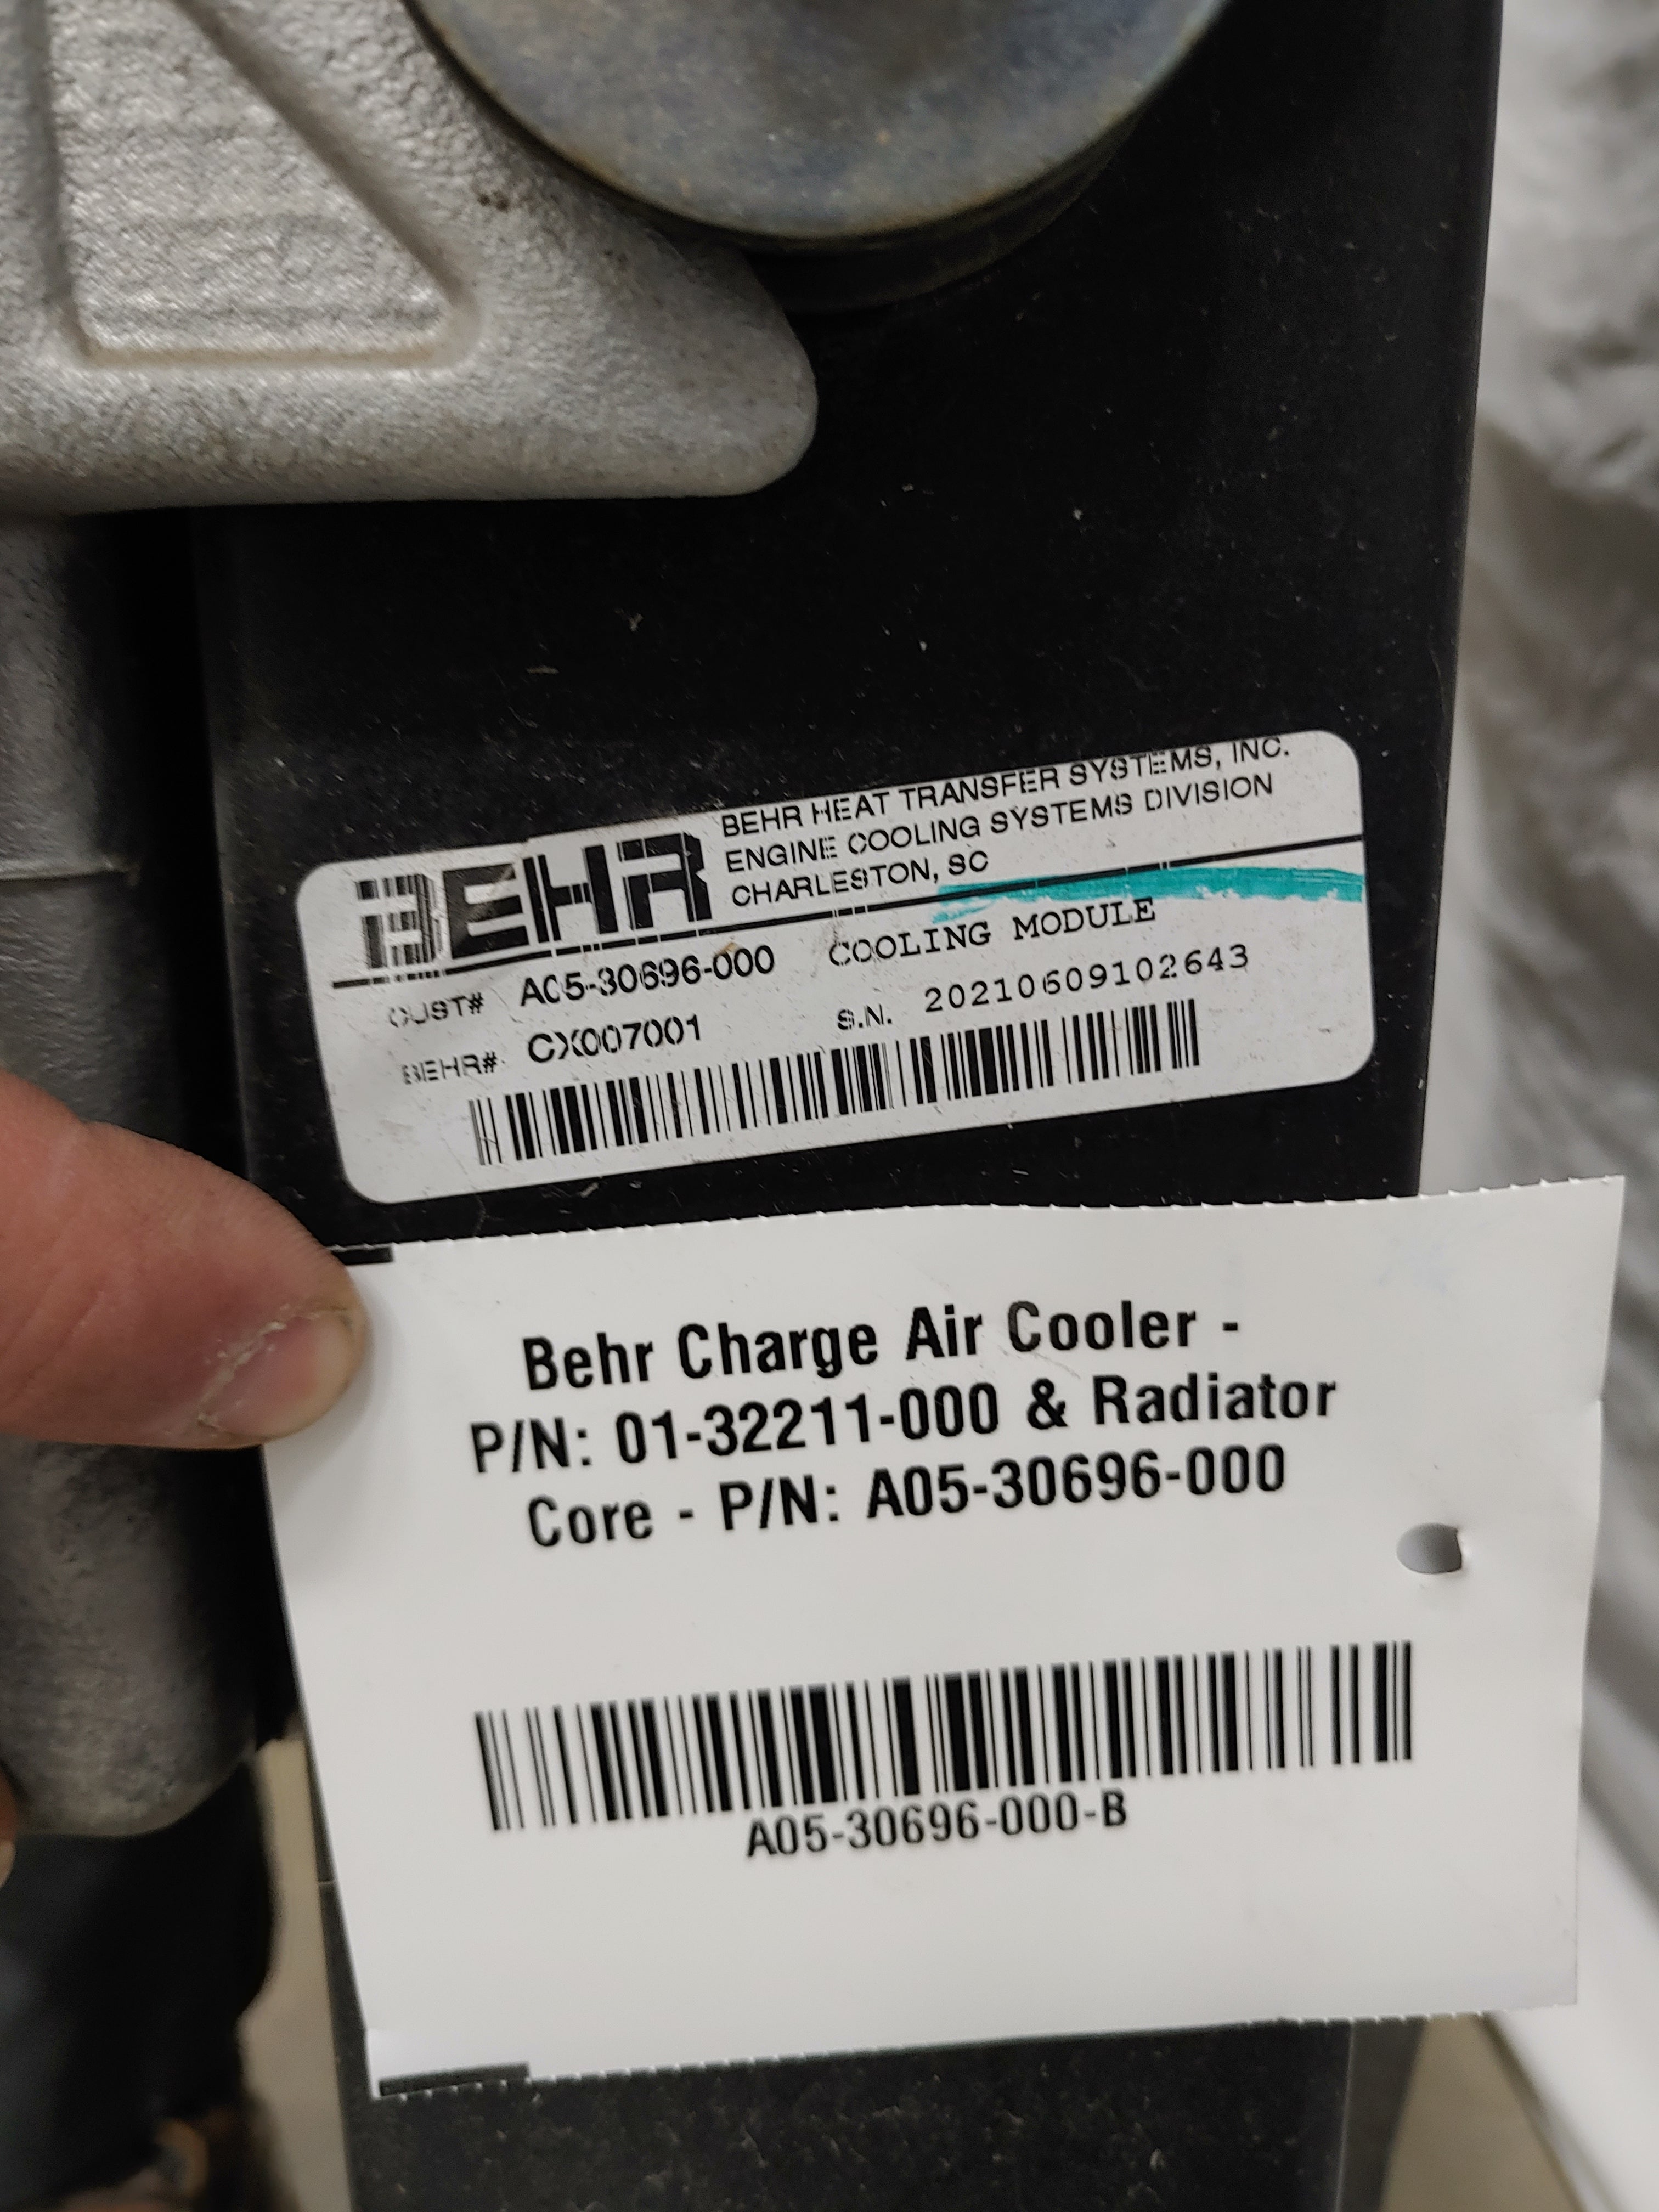 BEHR
BEHR HEAT TRANSFER SYSTEMS, INC.
ENGINE COOLING SYSTEMS DIVISION
CHARLESTON, SC
CUST# A05-30696-000 COOLING MODULE
BEHR# CX007001 S.N. 20210609102643
Behr Charge Air Cooler -
P/N: 01-32211-000 & Radiator
Core - P/N: A05-30696-000
A05-30696-000-B